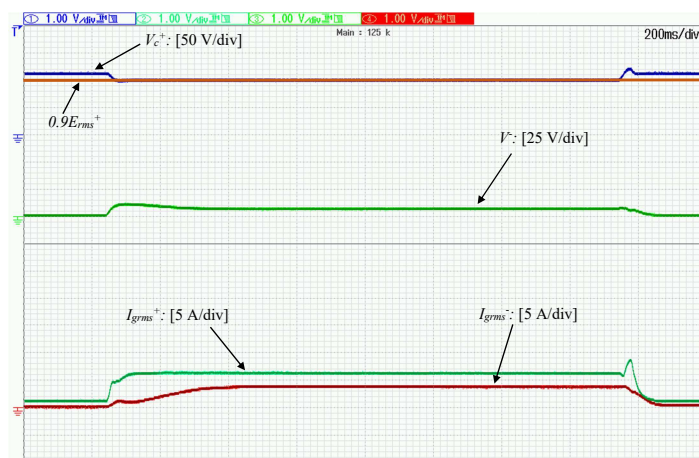 ① 1.00 V/div ② 1.00 V/div ③ 1.00 V/div ④ 1.00 V/div
T
Main : 125 k
200ms/div
Vc⁺: [50 V/div]
0.9Erms⁺
V⁻: [25 V/div]
Igrms⁺: [5 A/div]
Igrms⁻: [5 A/div]